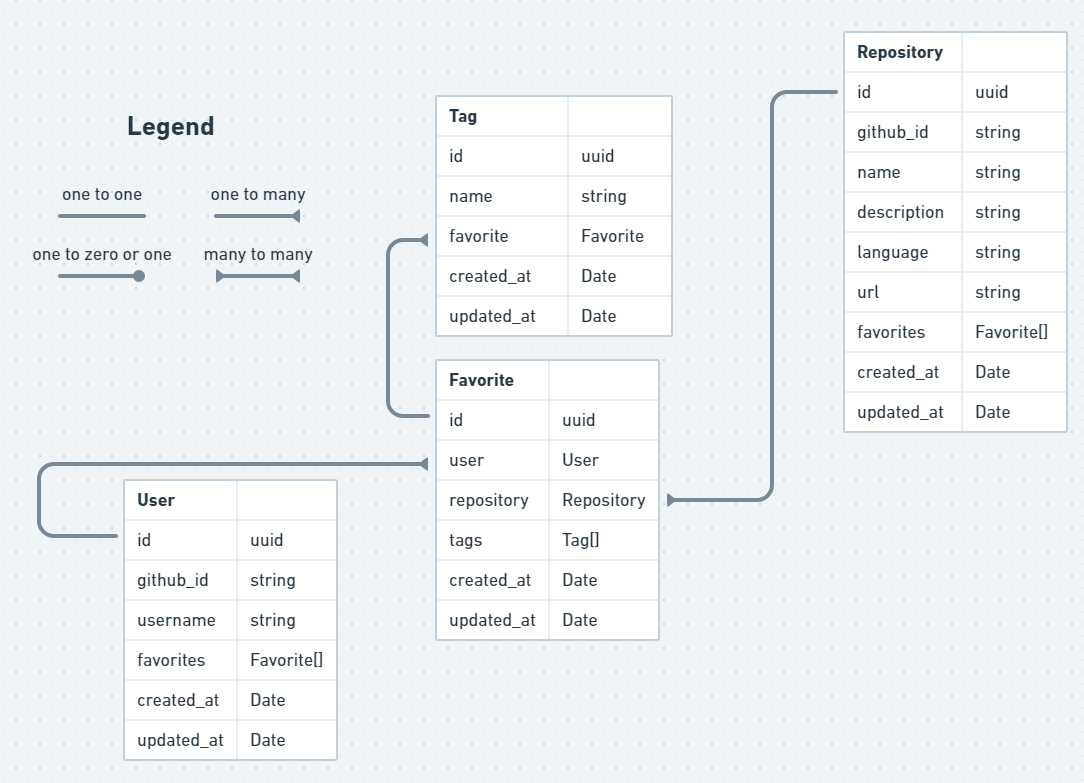 Legend
one to one
one to many
one to zero or one
many to many
Tag
id uuid
name string
favorite Favorite
created_at Date
updated_at Date
Favorite
id uuid
user User
repository Repository
tags Tag[]
created_at Date
updated_at Date
User
id uuid
github_id string
username string
favorites Favorite[]
created_at Date
updated_at Date
Repository
id uuid
github_id string
name string
description string
language string
url string
favorites Favorite[]
created_at Date
updated_at Date